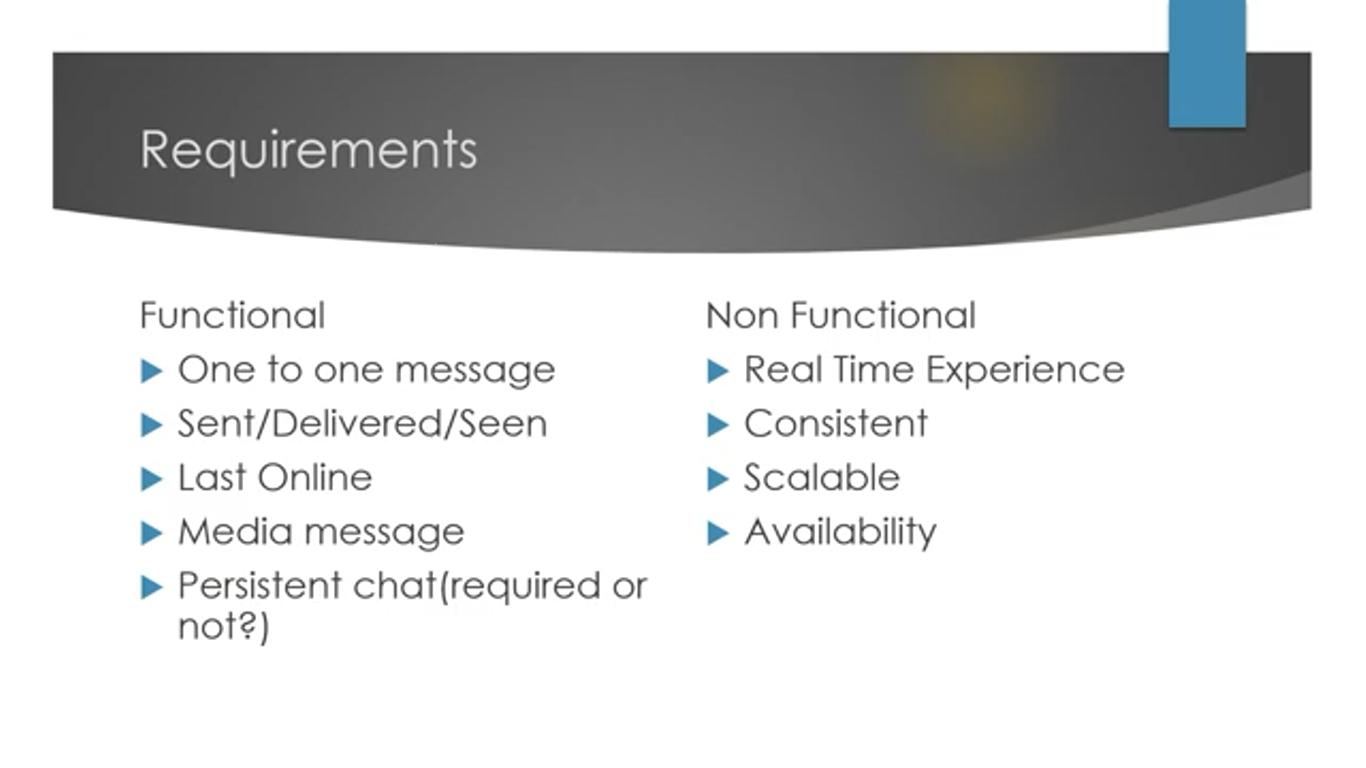 Requirements
Functional
One to one message
Sent/Delivered/Seen
Last Online
Media message
Persistent chat(required or
not?)
Non Functional
Real Time Experience
Consistent
Scalable
Availability